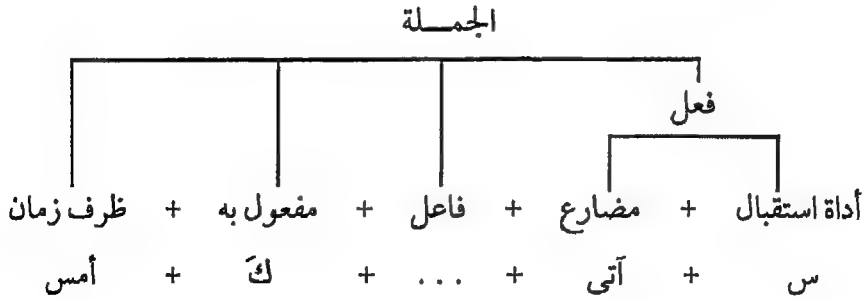 الجملة
فعل
أداة استقبال + مضارع + فاعل + مفعول به + ظرف زمان
س + آتى + ... + كَ + أمس